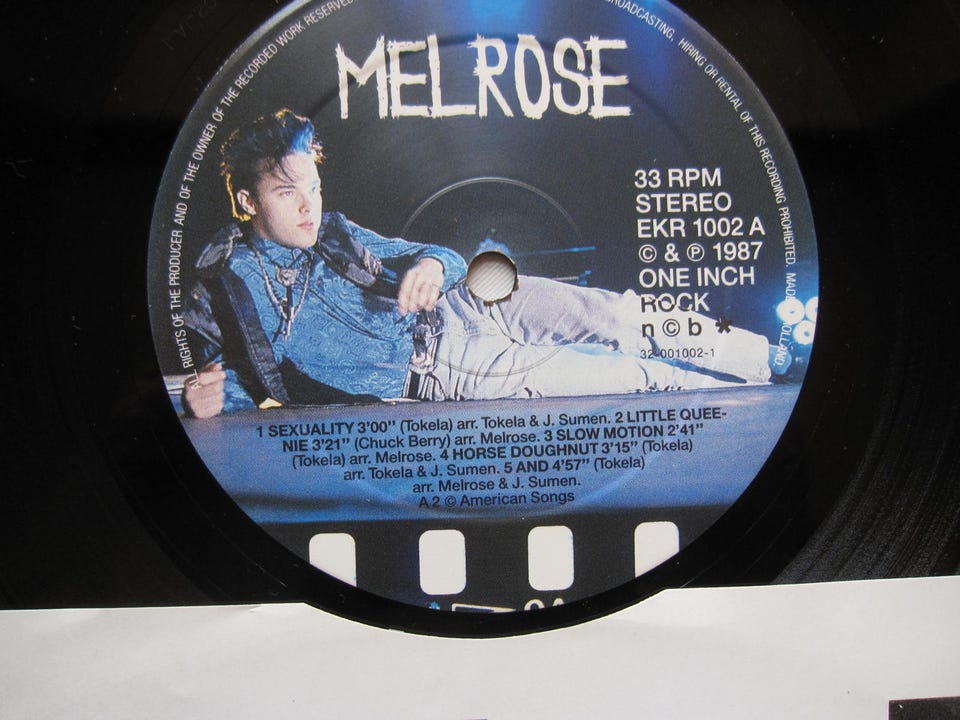 ALL RIGHTS OF THE PRODUCER AND OF THE OWNER OF THE RECORDED WORK RESERVED
BROADCASTING, HIRING OR RENTAL OF THIS RECORDING PROHIBITED. MADE HOLLAND
MELROSE
33 RPM
STEREO
EKR 1002 A
© & ℗ 1987
ONE INCH
ROCK
n © b *
32-001002-1
1 SEXUALITY 3'00" (Tokela) arr. Tokela & J. Sumen. 2 LITTLE QUEE-
NIE 3'21" (Chuck Berry) arr. Melrose. 3 SLOW MOTION 2'41"
(Tokela) arr. Melrose. 4 HORSE DOUGHNUT 3'15" (Tokela)
arr. Tokela & J. Sumen. 5 AND 4'57" (Tokela)
arr. Melrose & J. Sumen.
A 2 © American Songs